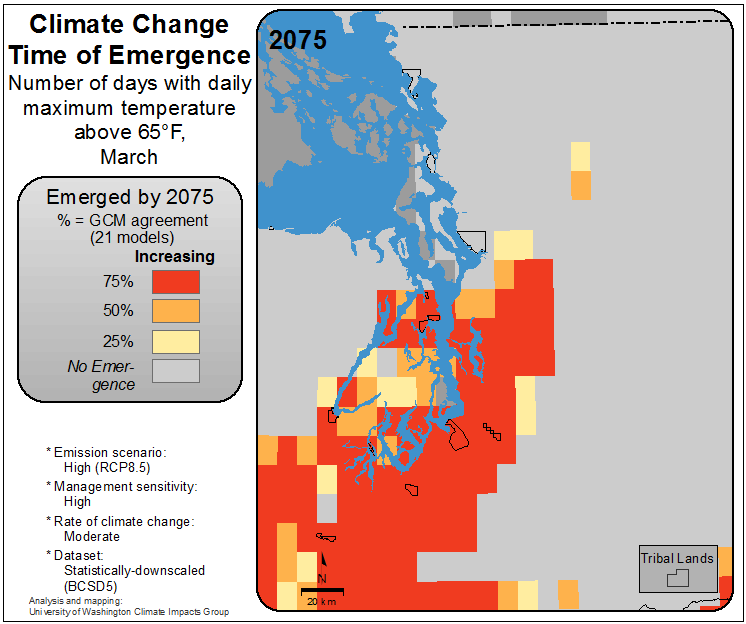 Climate Change
Time of Emergence
Number of days with daily
maximum temperature
above 65°F,
March
2075
Emerged by 2075
% = GCM agreement
(21 models)
Increasing
75%
50%
25%
No Emer-
gence
* Emission scenario:
High (RCP8.5)
* Management sensitivity:
High
* Rate of climate change:
Moderate
* Dataset:
Statistically-downscaled
(BCSD5)
Analysis and mapping:
University of Washington Climate Impacts Group
N
20 km
Tribal Lands